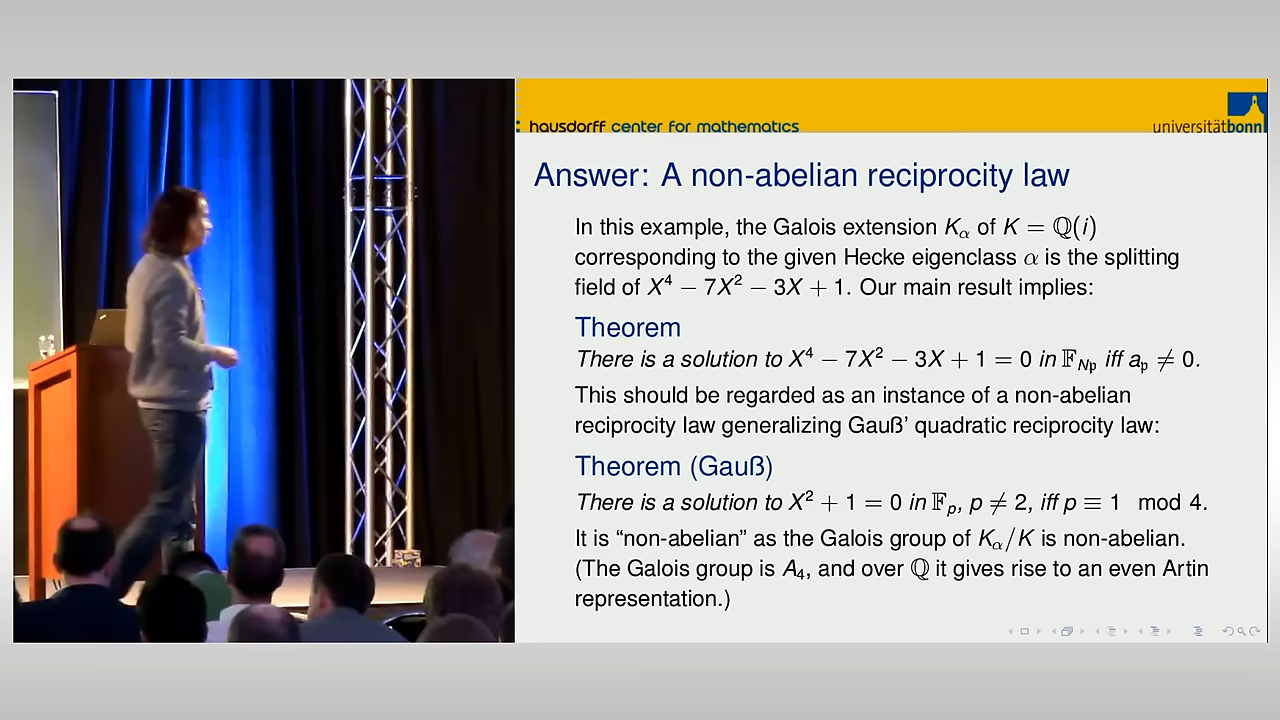 hausdorff center for mathematics
universitätbonn
Answer: A non-abelian reciprocity law
In this example, the Galois extension Kα of K = ℚ(i)
corresponding to the given Hecke eigenclass α is the splitting
field of X⁴ − 7X² − 3X + 1. Our main result implies:
Theorem
There is a solution to X⁴ − 7X² − 3X + 1 = 0 in 𝔽_N𝔭 iff a_𝔭 ≠ 0.
This should be regarded as an instance of a non-abelian
reciprocity law generalizing Gauß’ quadratic reciprocity law:
Theorem (Gauß)
There is a solution to X² + 1 = 0 in 𝔽ₚ, p ≠ 2, iff p ≡ 1 mod 4.
It is “non-abelian” as the Galois group of Kα/K is non-abelian.
(The Galois group is A₄, and over ℚ it gives rise to an even Artin
representation.)